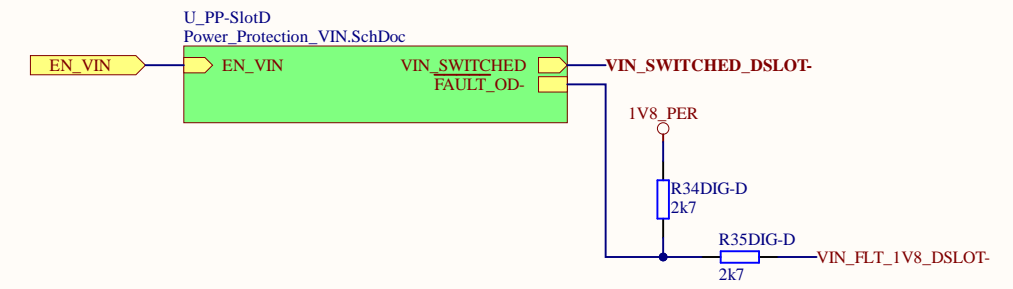 U_PP-SlotD
Power_Protection_VIN.SchDoc
EN_VIN
EN_VIN
VIN_SWITCHED
VIN_SWITCHED_DSLOT-
FAULT_OD-
1V8_PER
R34DIG-D
2k7
R35DIG-D
2k7
VIN_FLT_1V8_DSLOT-